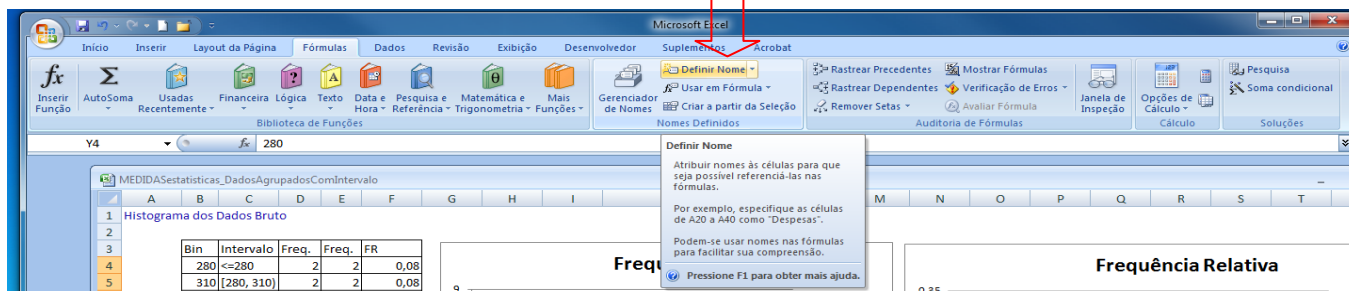 Microsoft Excel
Início Inserir Layout da Página Fórmulas Dados Revisão Exibição Desenvolvedor Suplementos Acrobat
fx Σ ? A θ
Definir Nome Rastrear Precedentes Mostrar Fórmulas Pesquisa
Inserir Função AutoSoma Usadas Recentemente Financeira Lógica Texto Data e Hora Pesquisa e Referência Matemática e Trigonometria Mais Funções Gerenciador de Nomes Usar em Fórmula Rastrear Dependentes Verificação de Erros Janela de Inspeção Opções de Cálculo Soma condicional
Criar a partir da Seleção Remover Setas Avaliar Fórmula
Biblioteca de Funções Nomes Definidos Auditoria de Fórmulas Cálculo Soluções
Y4 fx 280
Definir Nome
Atribuir nomes às células para que
seja possível referenciá-las nas
fórmulas.
Por exemplo, especifique as células
de A20 a A40 como "Despesas".
Podem-se usar nomes nas fórmulas
para facilitar sua compreensão.
Pressione F1 para obter mais ajuda.
MEDIDASestatisticas_DadosAgrupadosComIntervalo
A B C D E F G H I M N O P Q R S T
1 Histograma dos Dados Bruto
2
3 Bin Intervalo Freq. Freq. FR
4 280 <=280 2 2 0,08
5 310 [280, 310) 2 2 0,08
9
Frequência Relativa
0,35